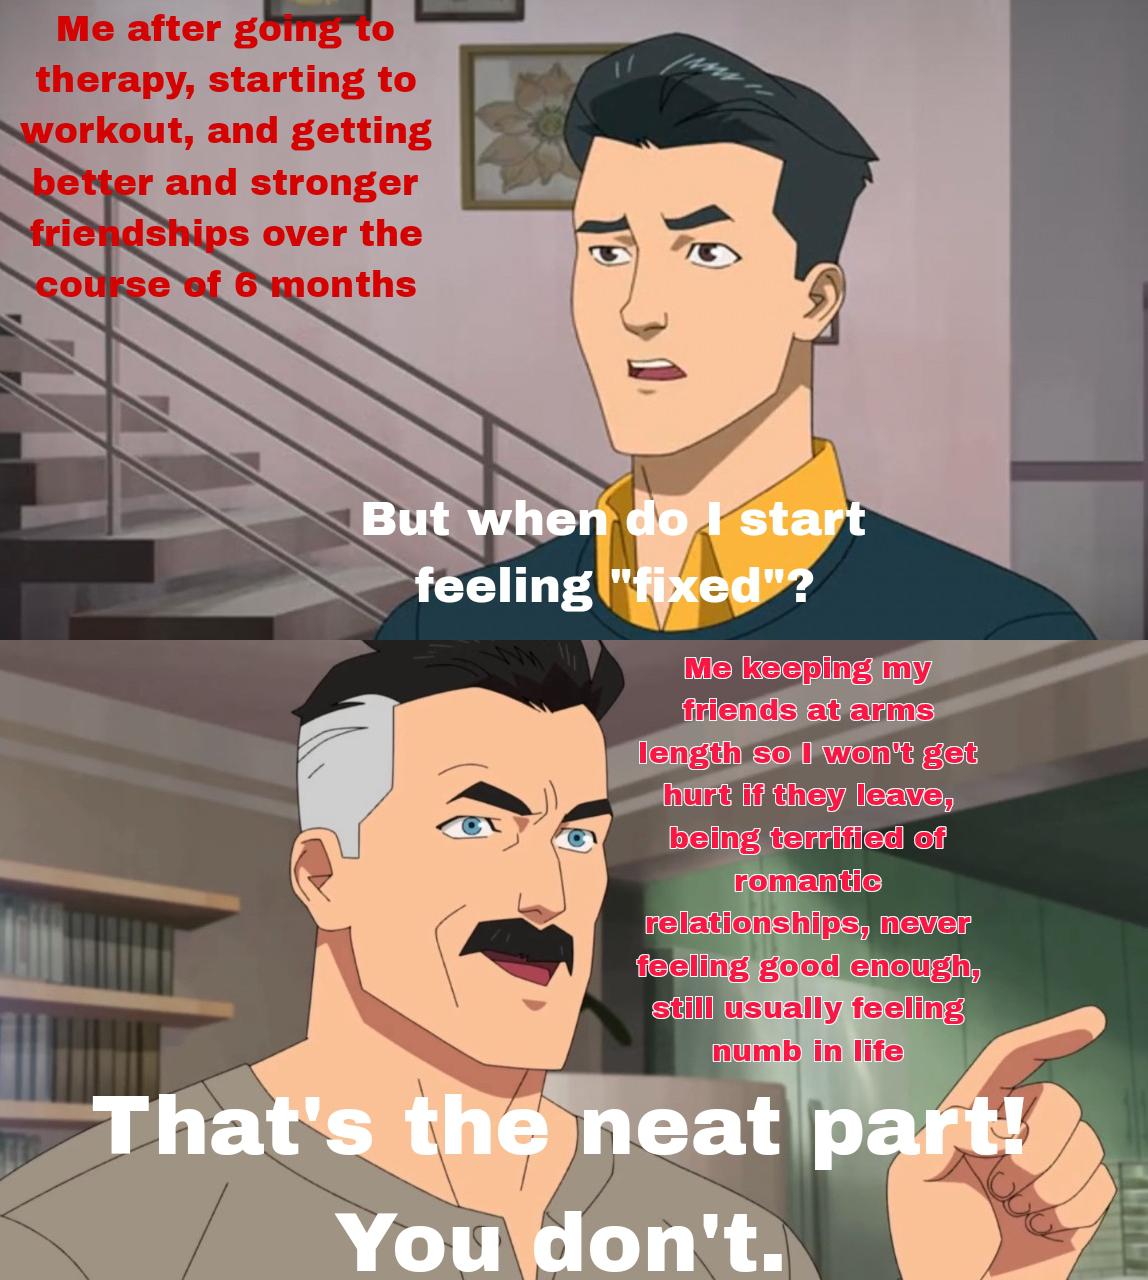 Me after going to
therapy, starting to
workout, and getting
better and stronger
friendships over the
course of 6 months
But when do I start
feeling "fixed"?
Me keeping my
friends at arms
length so I won't get
hurt if they leave,
being terrified of
romantic
relationships, never
feeling good enough,
still usually feeling
numb in life
That's the neat part!
You don't.